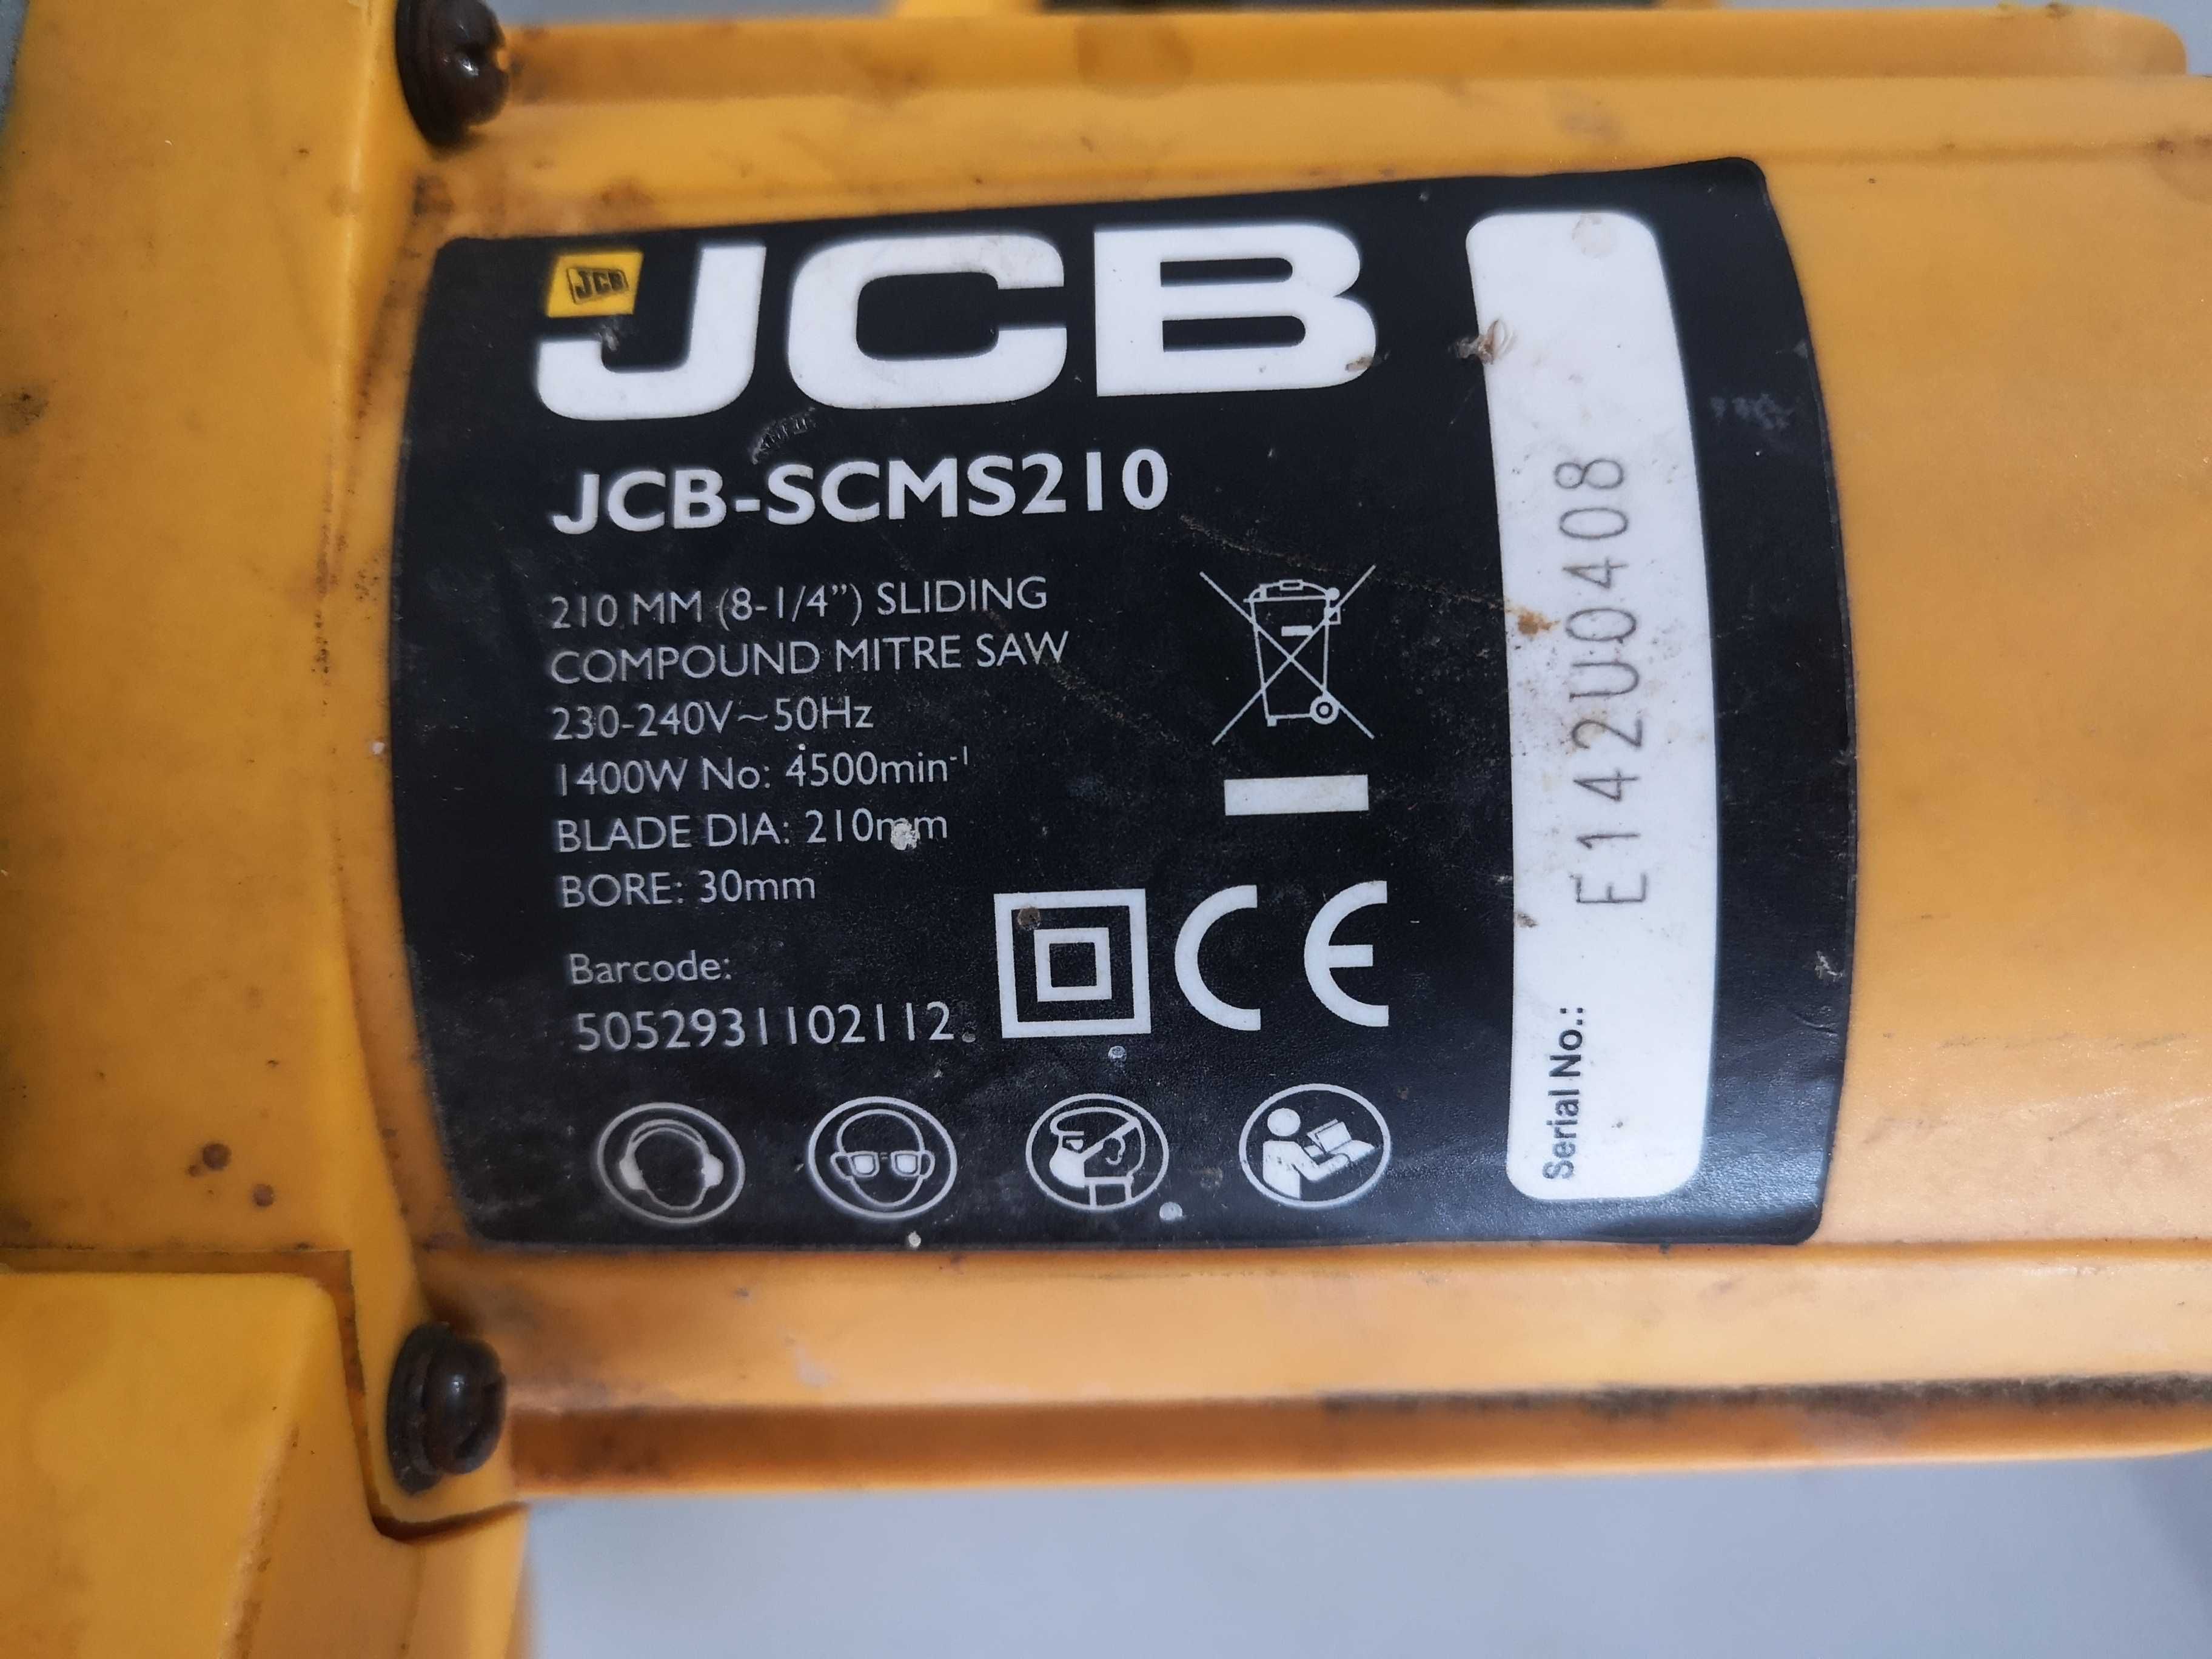 JCB
JCB
JCB-SCMS210
210 MM (8-1/4”) SLIDING
COMPOUND MITRE SAW
230-240V~50Hz
1400W No: 4500min⁻¹
BLADE DIA: 210mm
BORE: 30mm
Barcode:
5052931102112
CE
Serial No.: E142U0408